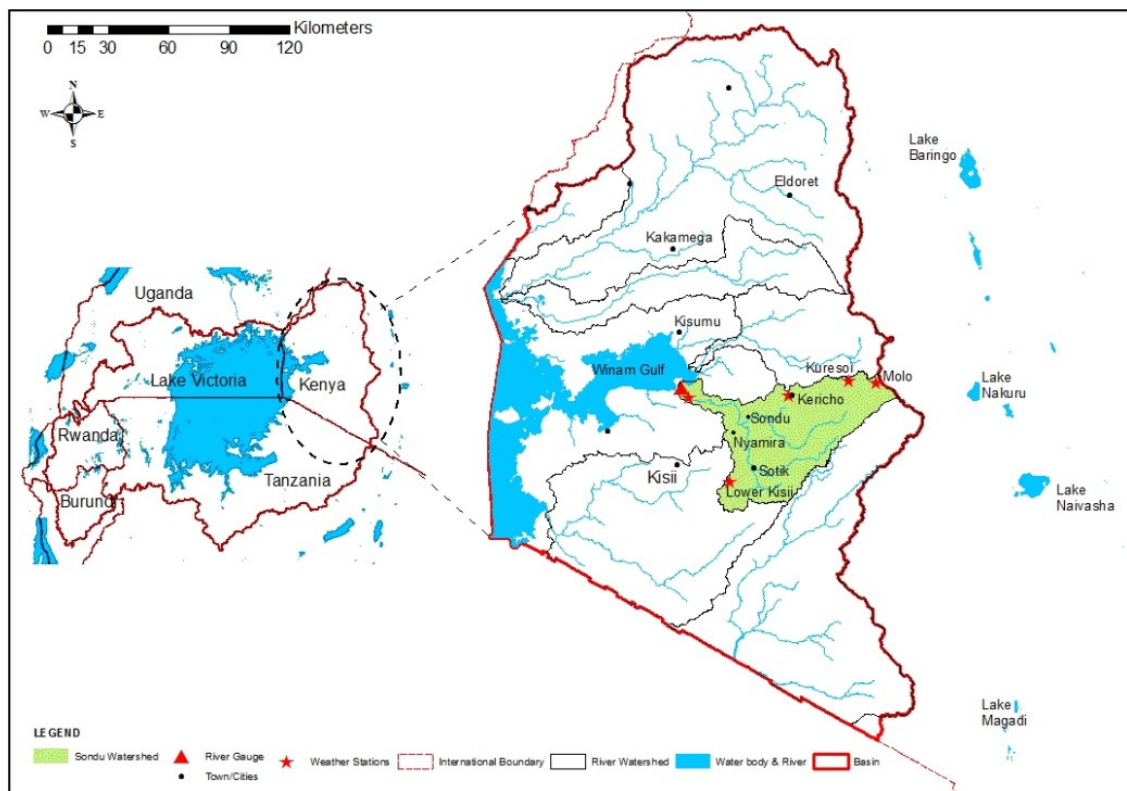 Kilometers
0 15 30 60 90 120
N
W E
S
Lake
Baringo
Eldoret
Kakamega
Uganda
Kisumu
Lake Victoria
Kenya
Winam Gulf
Kuresoi
Molo
Lake
Nakuru
Kericho
Sondu
Rwanda
Nyamira
Kisii
Sotik
Tanzania
Lower Kisii
Burund
Lake
Naivasha
Lake
Magadi
LEGEND
Sondu Watershed
River Gauge
Weather Stations
International Boundary
River Watershed
Water body & River
Basin
Town/Cities